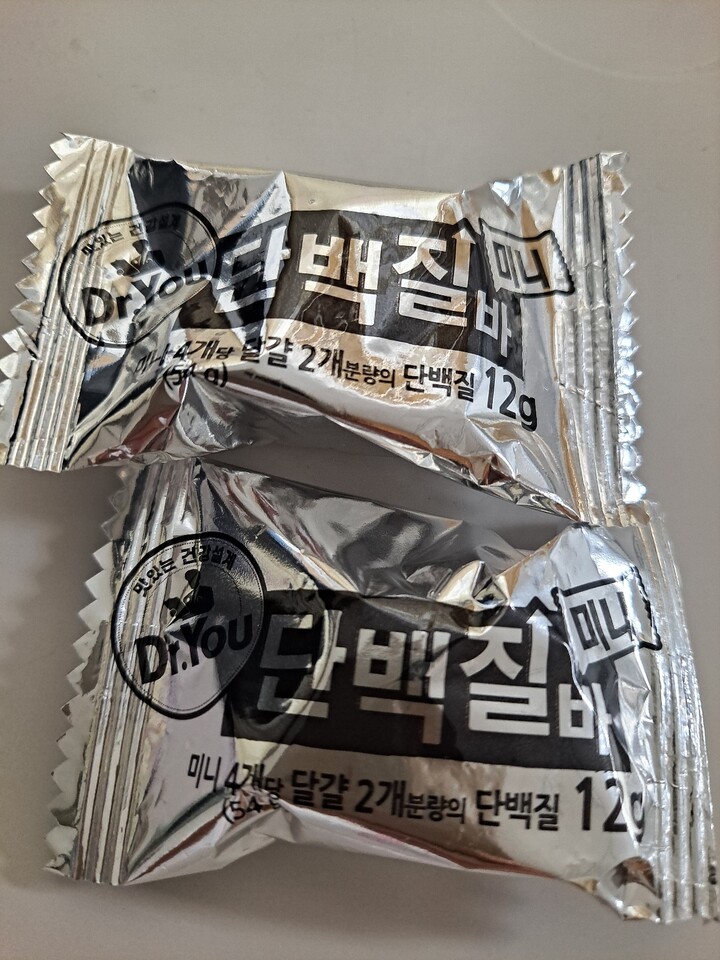 맛있는 건강설계
Dr.You
단백질바
미니
미니 4개당 달걀 2개분량의 단백질 12g
(54g)
맛있는 건강설계
Dr.You
단백질바
미니
미니 4개당 달걀 2개분량의 단백질 12g
(54g